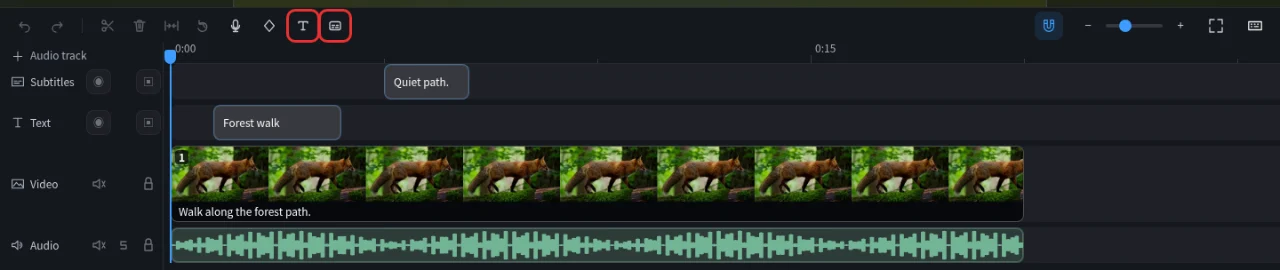 T
0:00
0:15
Audio track
Subtitles
Quiet path.
T Text
Forest walk
1
Video
Walk along the forest path.
Audio
S